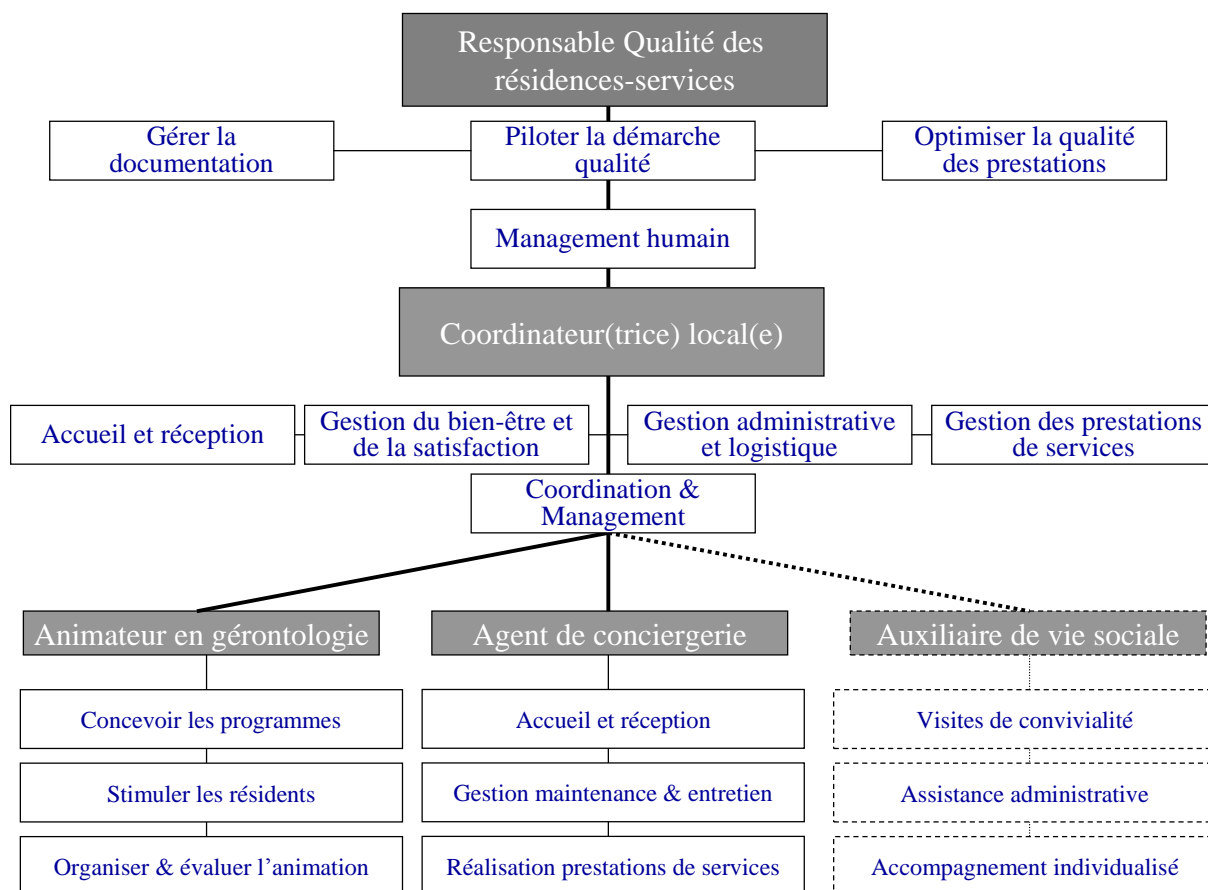 Responsable Qualité des
résidences-services
Gérer la
documentation
Piloter la démarche
qualité
Optimiser la qualité
des prestations
Management humain
Coordinateur(trice) local(e)
Accueil et réception
Gestion du bien-être et
de la satisfaction
Gestion administrative
et logistique
Gestion des prestations
de services
Coordination &
Management
Animateur en gérontologie
Agent de conciergerie
Auxiliaire de vie sociale
Concevoir les programmes
Accueil et réception
Visites de convivialité
Stimuler les résidents
Gestion maintenance & entretien
Assistance administrative
Organiser & évaluer l’animation
Réalisation prestations de services
Accompagnement individualisé